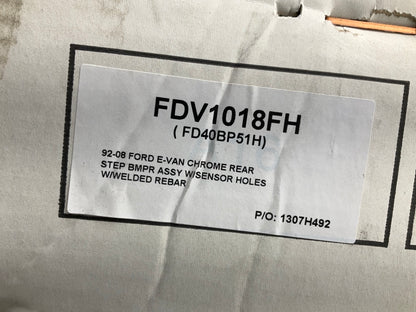 FDV1018FH
( FD40BP51H)
92-08 FORD E-VAN CHROME REAR
STEP BMPR ASSY W/SENSOR HOLES
W/WELDED REBAR
P/O: 1307H492